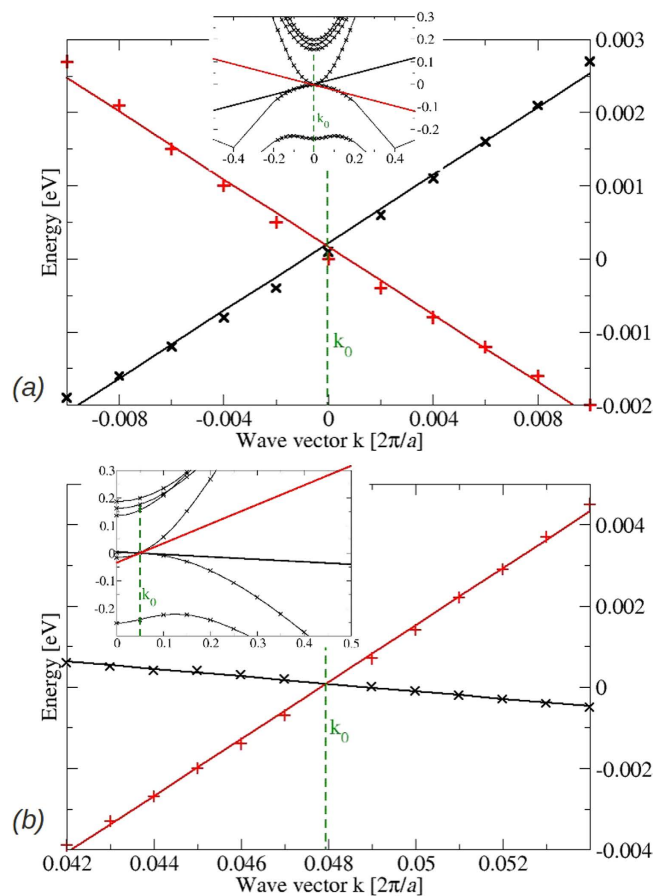 0.3
0.2
0.1
0
-0.1
-0.2
k0
-0.4 -0.2 0 0.2 0.4
0.003
0.001
0
-0.001
-0.002
Energy [eV]
k0
(a)
-0.008 -0.004 0 0.004 0.008
Wave vector k [2π/a]
0.3
0.2
0.1
0
-0.1
-0.2
k0
0 0.1 0.2 0.3 0.4 0.5
0.004
0.002
0
-0.002
-0.004
Energy [eV]
k0
(b)
0.042 0.044 0.046 0.048 0.05 0.052
Wave vector k [2π/a]